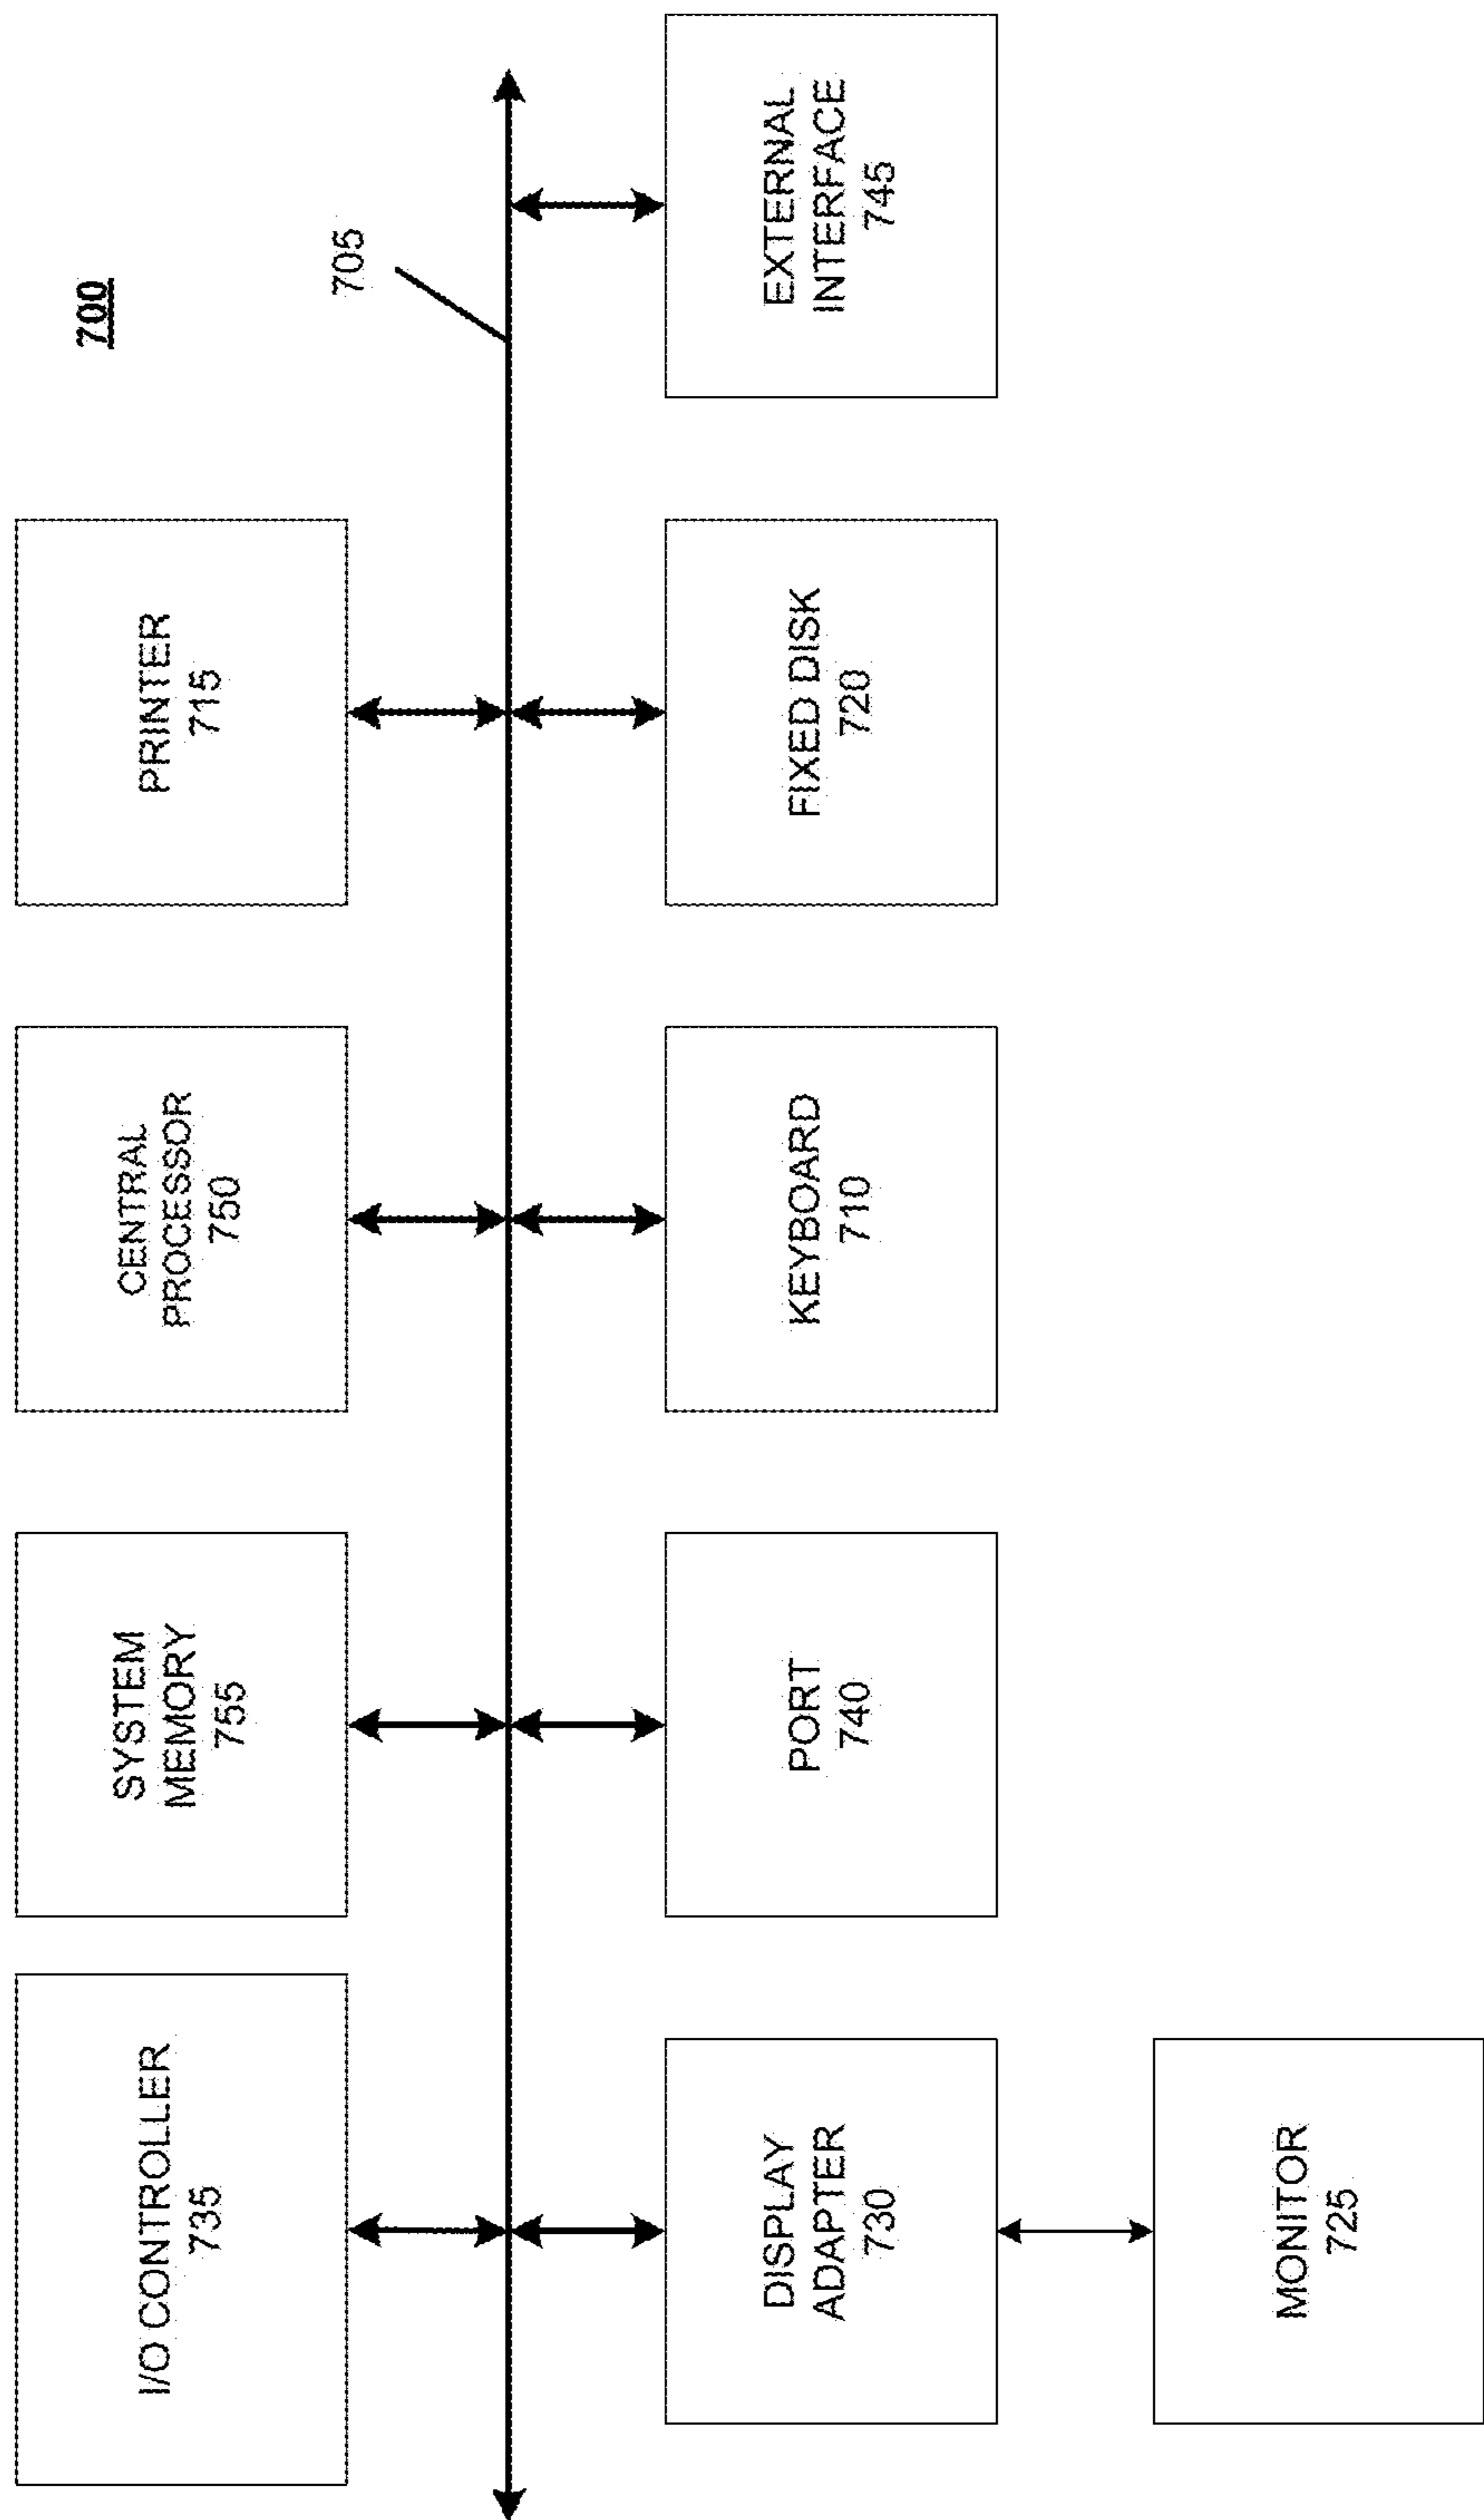 700
I/O CONTROLLER
735
SYSTEM
MEMORY
755
CENTRAL
PROCESSOR
750
PRINTER
715
705
DISPLAY
ADAPTER
730
PORT
740
KEYBOARD
710
FIXED DISK
720
EXTERNAL
INTERFACE
745
MONITOR
725